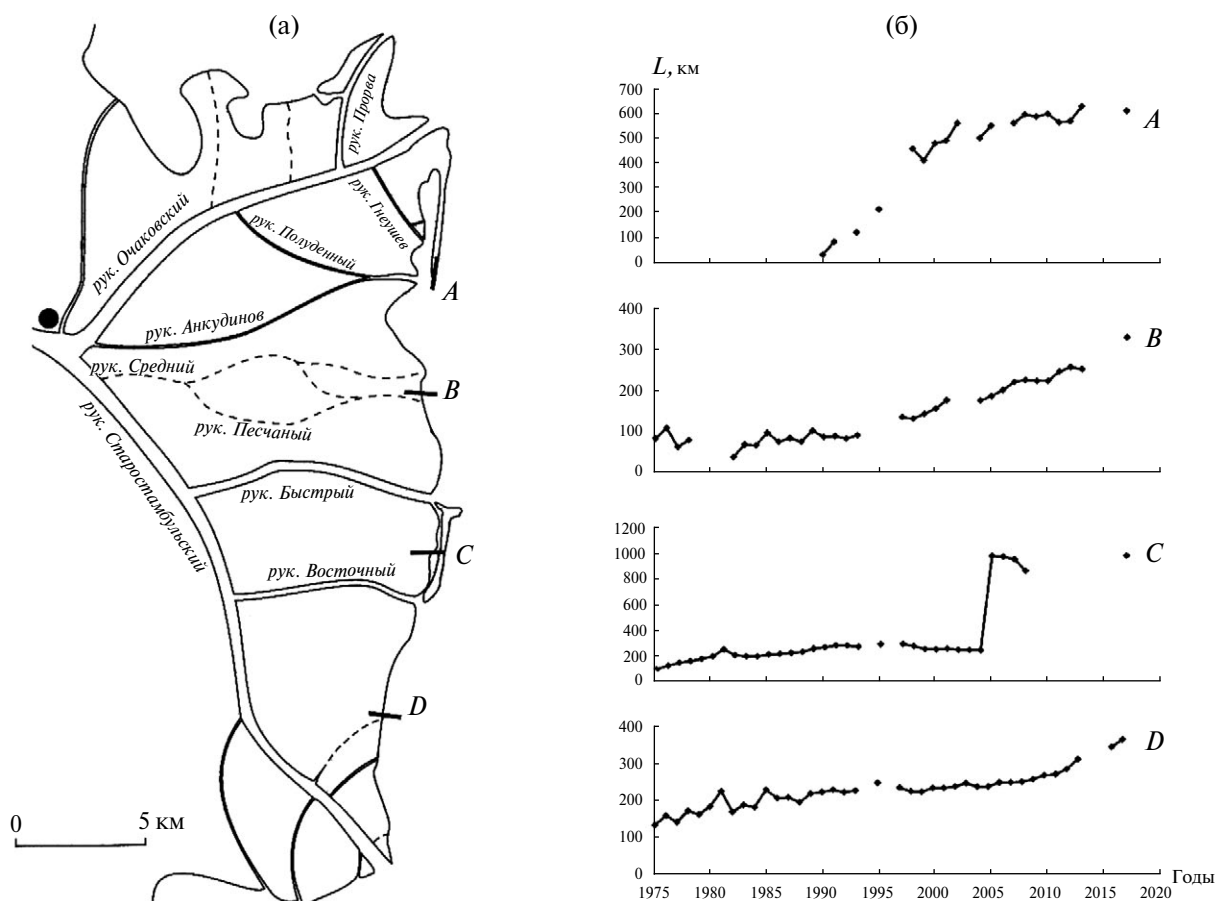 (а)
рук. Прорва
рук. Гнеушев
рук. Очаковский
рук. Полуденный
A
рук. Анкудинов
рук. Средний
B
рук. Песчаный
рук. Старостамбульский
рук. Быстрый
C
рук. Восточный
D
0 5 км
(б)
L, км
700
600
500
400
300
200
100
0
A
400
300
200
100
0
B
1200
1000
800
600
400
200
0
C
400
300
200
100
0
D
1975 1980 1985 1990 1995 2000 2005 2010 2015 2020
Годы